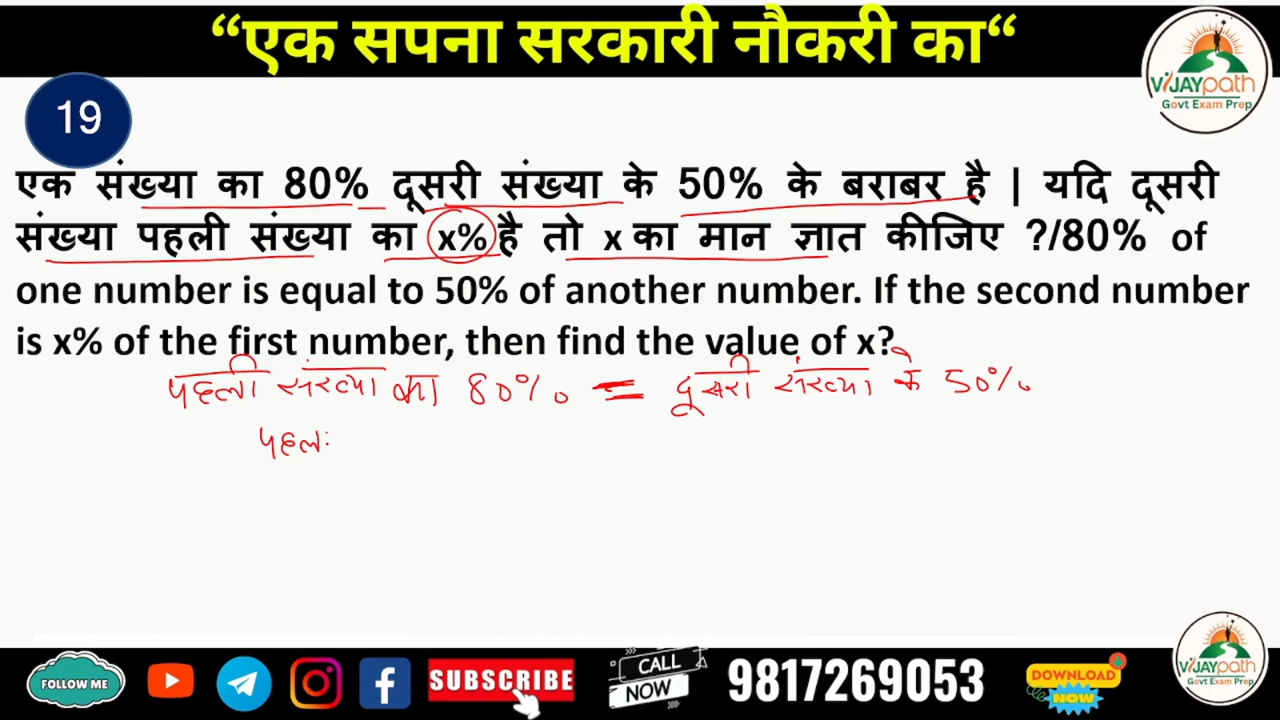 “एक सपना सरकारी नौकरी का“
VIJAYpath
Govt Exam Prep
19
एक संख्या का 80% दूसरी संख्या के 50% के बराबर है | यदि दूसरी
संख्या पहली संख्या का x% है तो x का मान ज्ञात कीजिए ?/80% of
one number is equal to 50% of another number. If the second number
is x% of the first number, then find the value of x?
पहली संख्या का 80% = दूसरी संख्या के 50%
पहल
VIJAYpath
Govt Exam Prep
FOLLOW ME
SUBSCRIBE
CALL
NOW
9817269053
DOWNLOAD
NOW